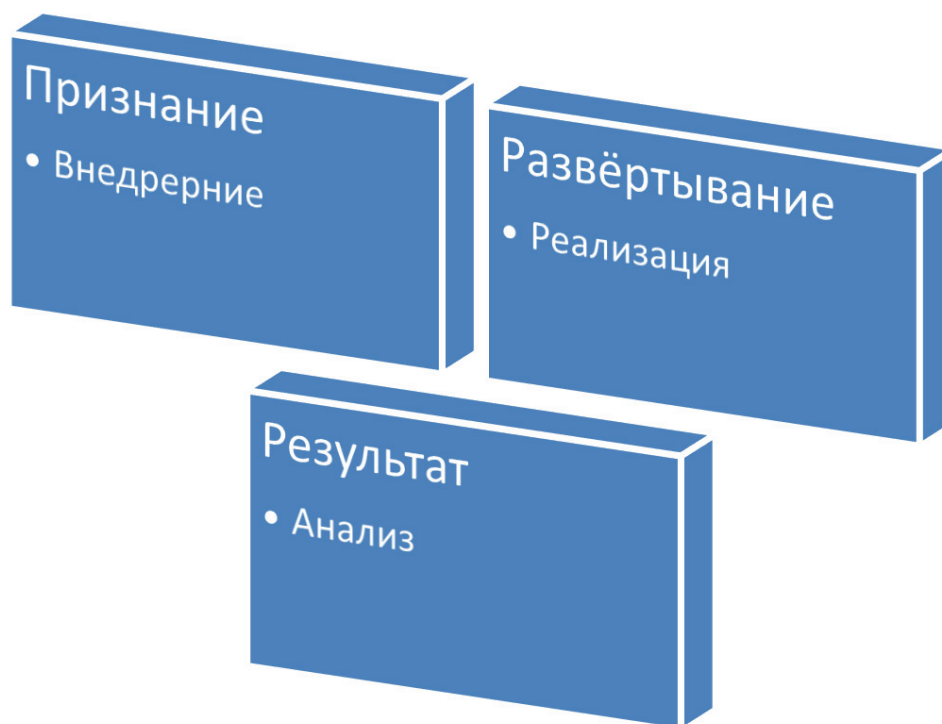 Признание
• Внедрерние
Развёртывание
• Реализация
Результат
• Анализ